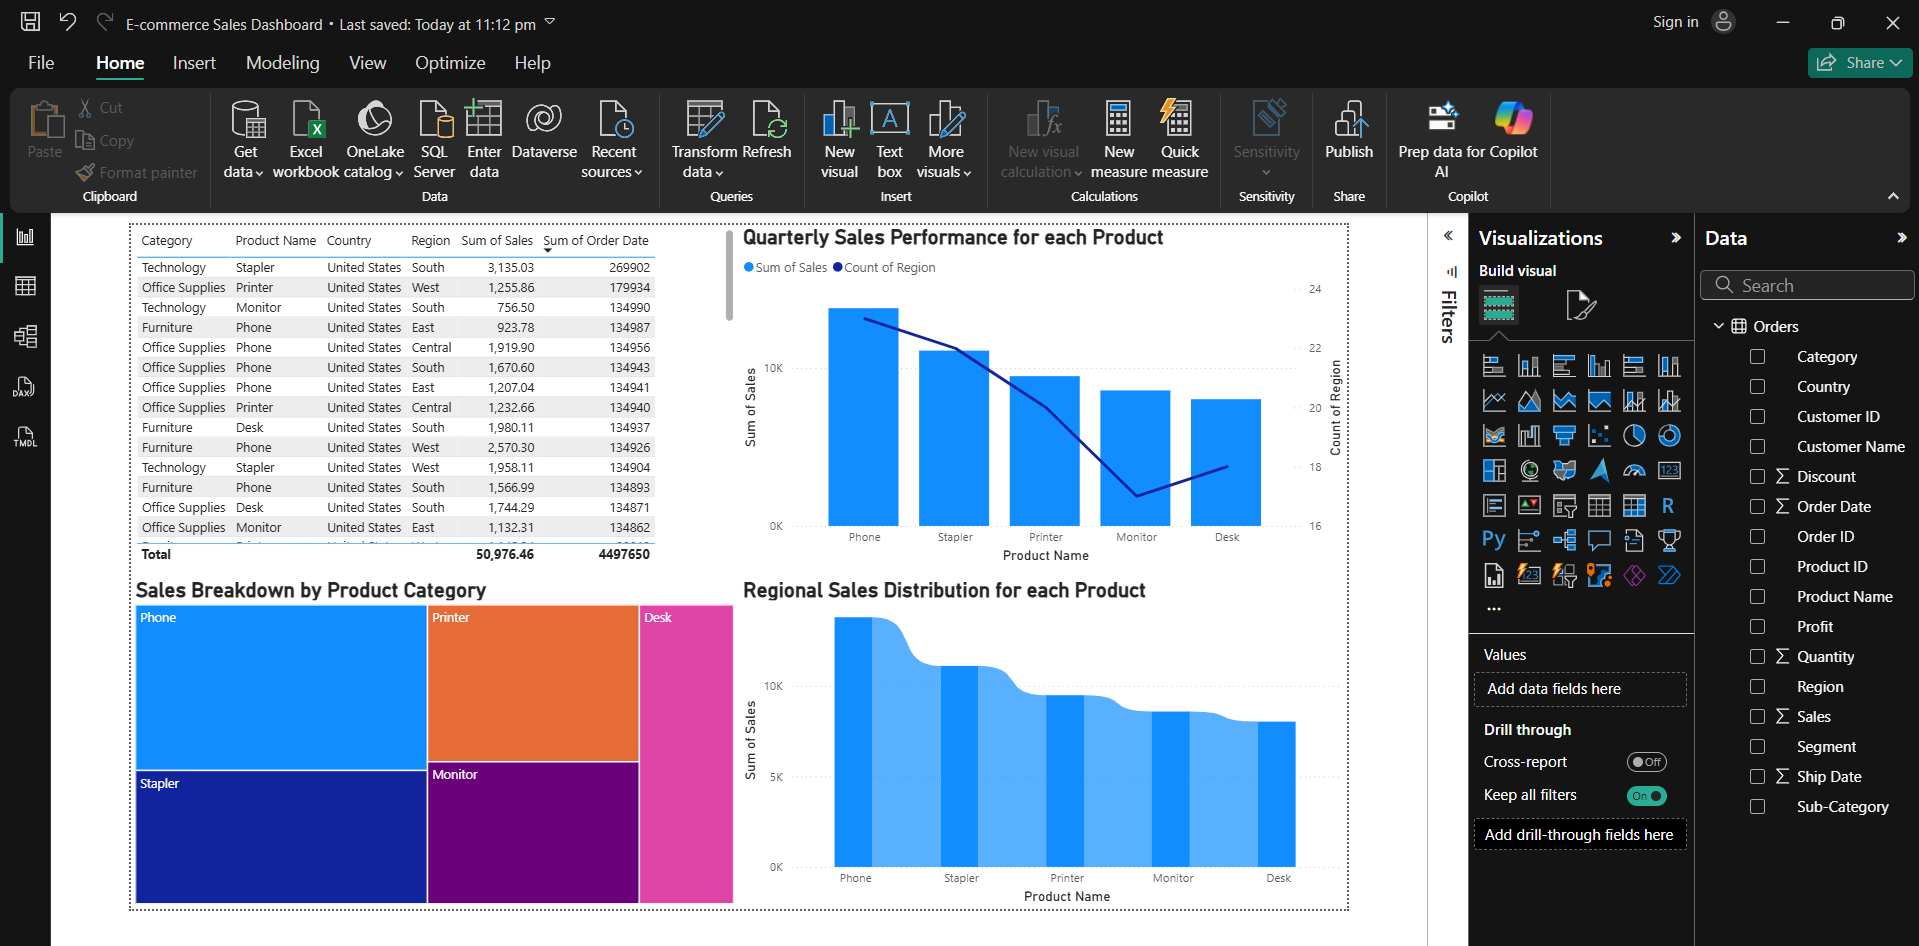 E-commerce Sales Dashboard • Last saved: Today at 11:12 pm
Sign in
File Home Insert Modeling View Optimize Help
Share
Paste
Cut
Copy
Format painter
Clipboard
Get data
Excel workbook
OneLake catalog
SQL Server
Enter data
Dataverse
Recent sources
Data
Transform data
Refresh
Queries
New visual
Text box
More visuals
Insert
New visual calculation
New measure
Quick measure
Calculations
Sensitivity
Sensitivity
Publish
Share
Prep data for AI
Copilot
Copilot
DAX
TMDL
Category Product Name Country Region Sum of Sales Sum of Order Date
Technology Stapler United States South 3,135.03 269902
Office Supplies Printer United States West 1,255.86 179934
Technology Monitor United States South 756.50 134990
Furniture Phone United States East 923.78 134987
Office Supplies Phone United States Central 1,919.90 134956
Office Supplies Phone United States South 1,670.60 134943
Office Supplies Phone United States East 1,207.04 134941
Office Supplies Printer United States Central 1,232.66 134940
Furniture Desk United States South 1,980.11 134937
Furniture Phone United States West 2,570.30 134926
Technology Stapler United States West 1,958.11 134904
Furniture Phone United States South 1,566.99 134893
Office Supplies Desk United States South 1,744.29 134871
Office Supplies Monitor United States East 1,132.31 134862
Total 50,976.46 4497650
Quarterly Sales Performance for each Product
Sum of Sales Count of Region
Sum of Sales
10K
0K
24
22
20
18
16
Count of Region
Phone Stapler Printer Monitor Desk
Product Name
Sales Breakdown by Product Category
Phone
Printer
Desk
Stapler
Monitor
Regional Sales Distribution for each Product
Sum of Sales
10K
5K
0K
Phone Stapler Printer Monitor Desk
Product Name
Filters
Visualizations
Build visual
123
R
Py
123
Values
Add data fields here
Drill through
Cross-report Off
Keep all filters On
Add drill-through fields here
Data
Search
Orders
Category
Country
Customer ID
Customer Name
Discount
Order Date
Order ID
Product ID
Product Name
Profit
Quantity
Region
Sales
Segment
Ship Date
Sub-Category